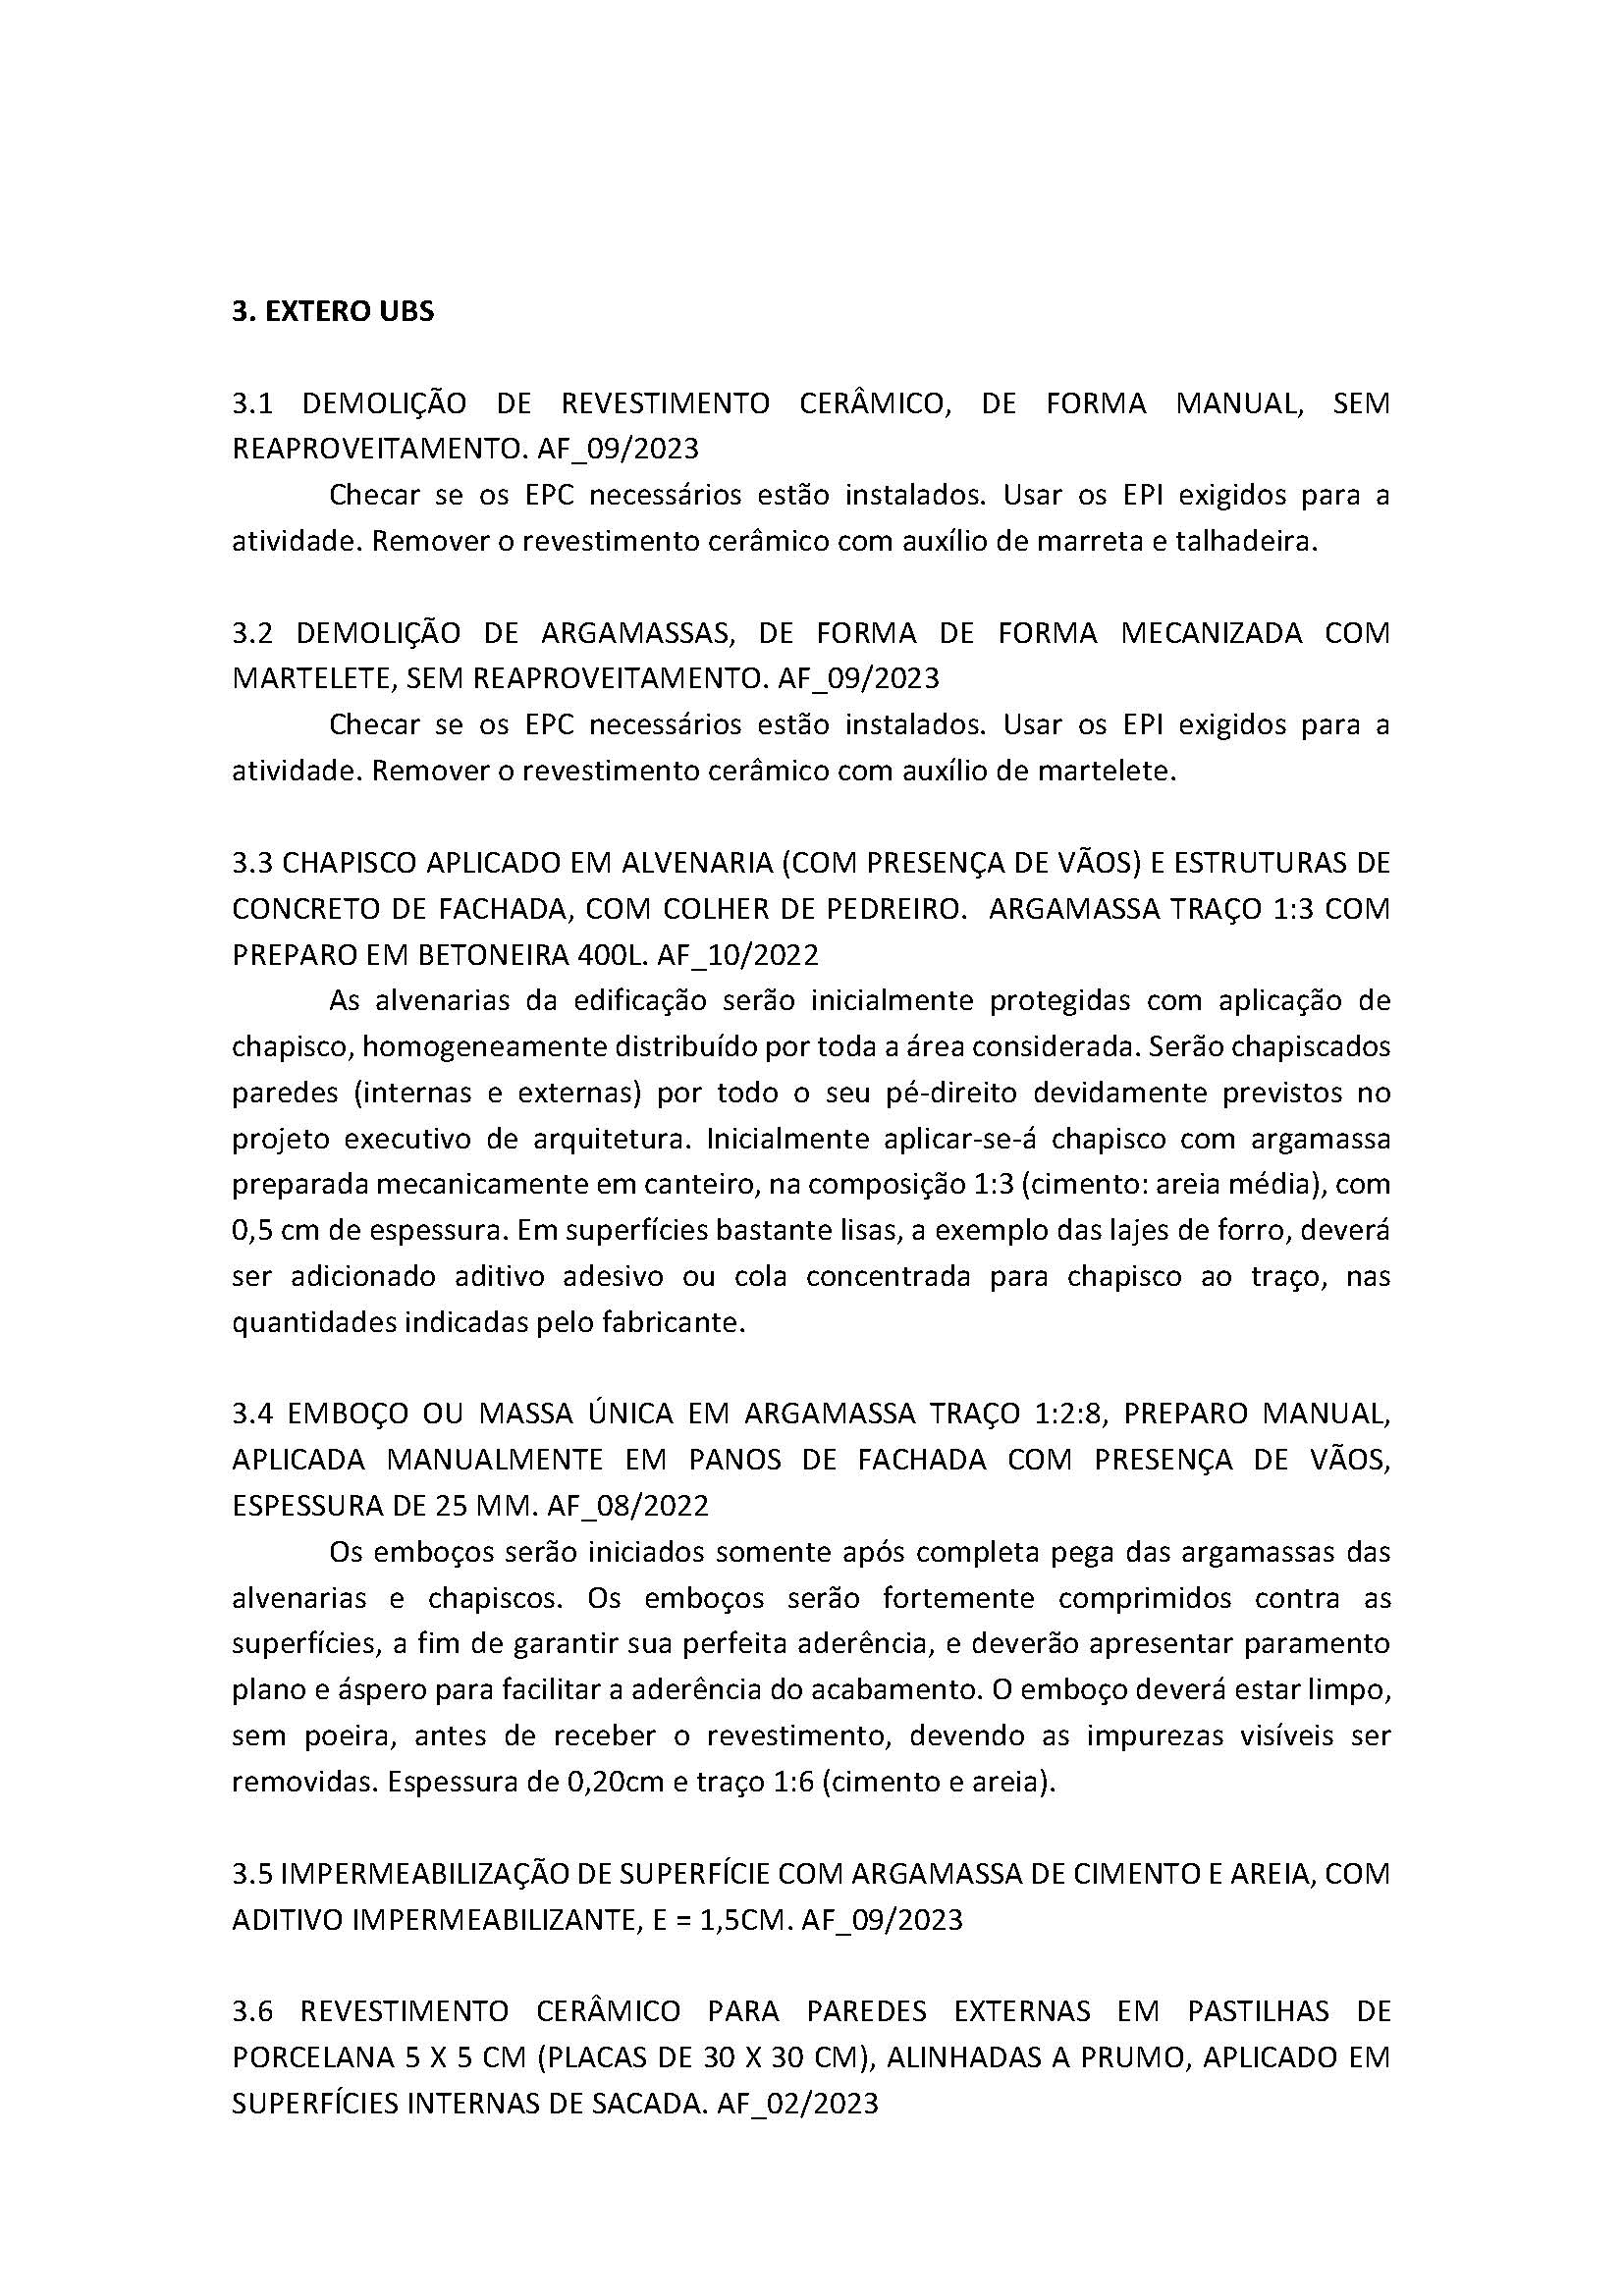 3. EXTERO UBS
3.1 DEMOLIÇÃO DE REVESTIMENTO CERÂMICO, DE FORMA MANUAL, SEM
REAPROVEITAMENTO. AF_09/2023
Checar se os EPC necessários estão instalados. Usar os EPI exigidos para a
atividade. Remover o revestimento cerâmico com auxílio de marreta e talhadeira.
3.2 DEMOLIÇÃO DE ARGAMASSAS, DE FORMA DE FORMA MECANIZADA COM
MARTELETE, SEM REAPROVEITAMENTO. AF_09/2023
Checar se os EPC necessários estão instalados. Usar os EPI exigidos para a
atividade. Remover o revestimento cerâmico com auxílio de martelete.
3.3 CHAPISCO APLICADO EM ALVENARIA (COM PRESENÇA DE VÃOS) E ESTRUTURAS DE
CONCRETO DE FACHADA, COM COLHER DE PEDREIRO. ARGAMASSA TRAÇO 1:3 COM
PREPARO EM BETONEIRA 400L. AF_10/2022
As alvenarias da edificação serão inicialmente protegidas com aplicação de
chapisco, homogeneamente distribuído por toda a área considerada. Serão chapiscados
paredes (internas e externas) por todo o seu pé-direito devidamente previstos no
projeto executivo de arquitetura. Inicialmente aplicar-se-á chapisco com argamassa
preparada mecanicamente em canteiro, na composição 1:3 (cimento: areia média), com
0,5 cm de espessura. Em superfícies bastante lisas, a exemplo das lajes de forro, deverá
ser adicionado aditivo adesivo ou cola concentrada para chapisco ao traço, nas
quantidades indicadas pelo fabricante.
3.4 EMBOÇO OU MASSA ÚNICA EM ARGAMASSA TRAÇO 1:2:8, PREPARO MANUAL,
APLICADA MANUALMENTE EM PANOS DE FACHADA COM PRESENÇA DE VÃOS,
ESPESSURA DE 25 MM. AF_08/2022
Os emboços serão iniciados somente após completa pega das argamassas das
alvenarias e chapiscos. Os emboços serão fortemente comprimidos contra as
superfícies, a fim de garantir sua perfeita aderência, e deverão apresentar paramento
plano e áspero para facilitar a aderência do acabamento. O emboço deverá estar limpo,
sem poeira, antes de receber o revestimento, devendo as impurezas visíveis ser
removidas. Espessura de 0,20cm e traço 1:6 (cimento e areia).
3.5 IMPERMEABILIZAÇÃO DE SUPERFÍCIE COM ARGAMASSA DE CIMENTO E AREIA, COM
ADITIVO IMPERMEABILIZANTE, E = 1,5CM. AF_09/2023
3.6 REVESTIMENTO CERÂMICO PARA PAREDES EXTERNAS EM PASTILHAS DE
PORCELANA 5 X 5 CM (PLACAS DE 30 X 30 CM), ALINHADAS A PRUMO, APLICADO EM
SUPERFÍCIES INTERNAS DE SACADA. AF_02/2023